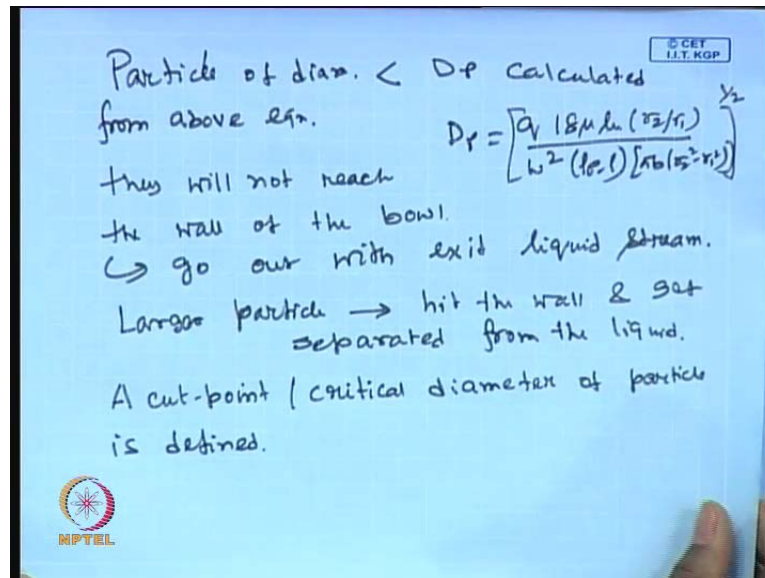 © CET
I.I.T. KGP
Particle of diam. < Dp calculated
from above eqn.
Dp = [q 18μ ln (r2/r1) / ω² (ρp-ρ) [πb(r2²-r1²)]]^1/2
they will not reach
the wall of the bowl.
↳ go out with exit liquid stream.
Larger particle → hit the wall & get
separated from the liquid.
A cut-point / critical diameter of particle
is defined.
NPTEL